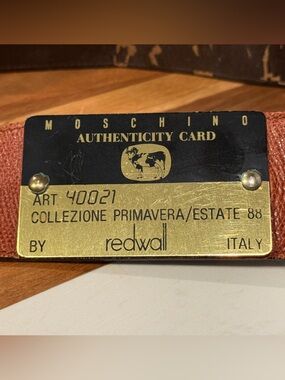 MOSCHINO
AUTHENTICITY CARD
ART 40021
COLLEZIONE PRIMAVERA/ESTATE 88
BY redwall ITALY